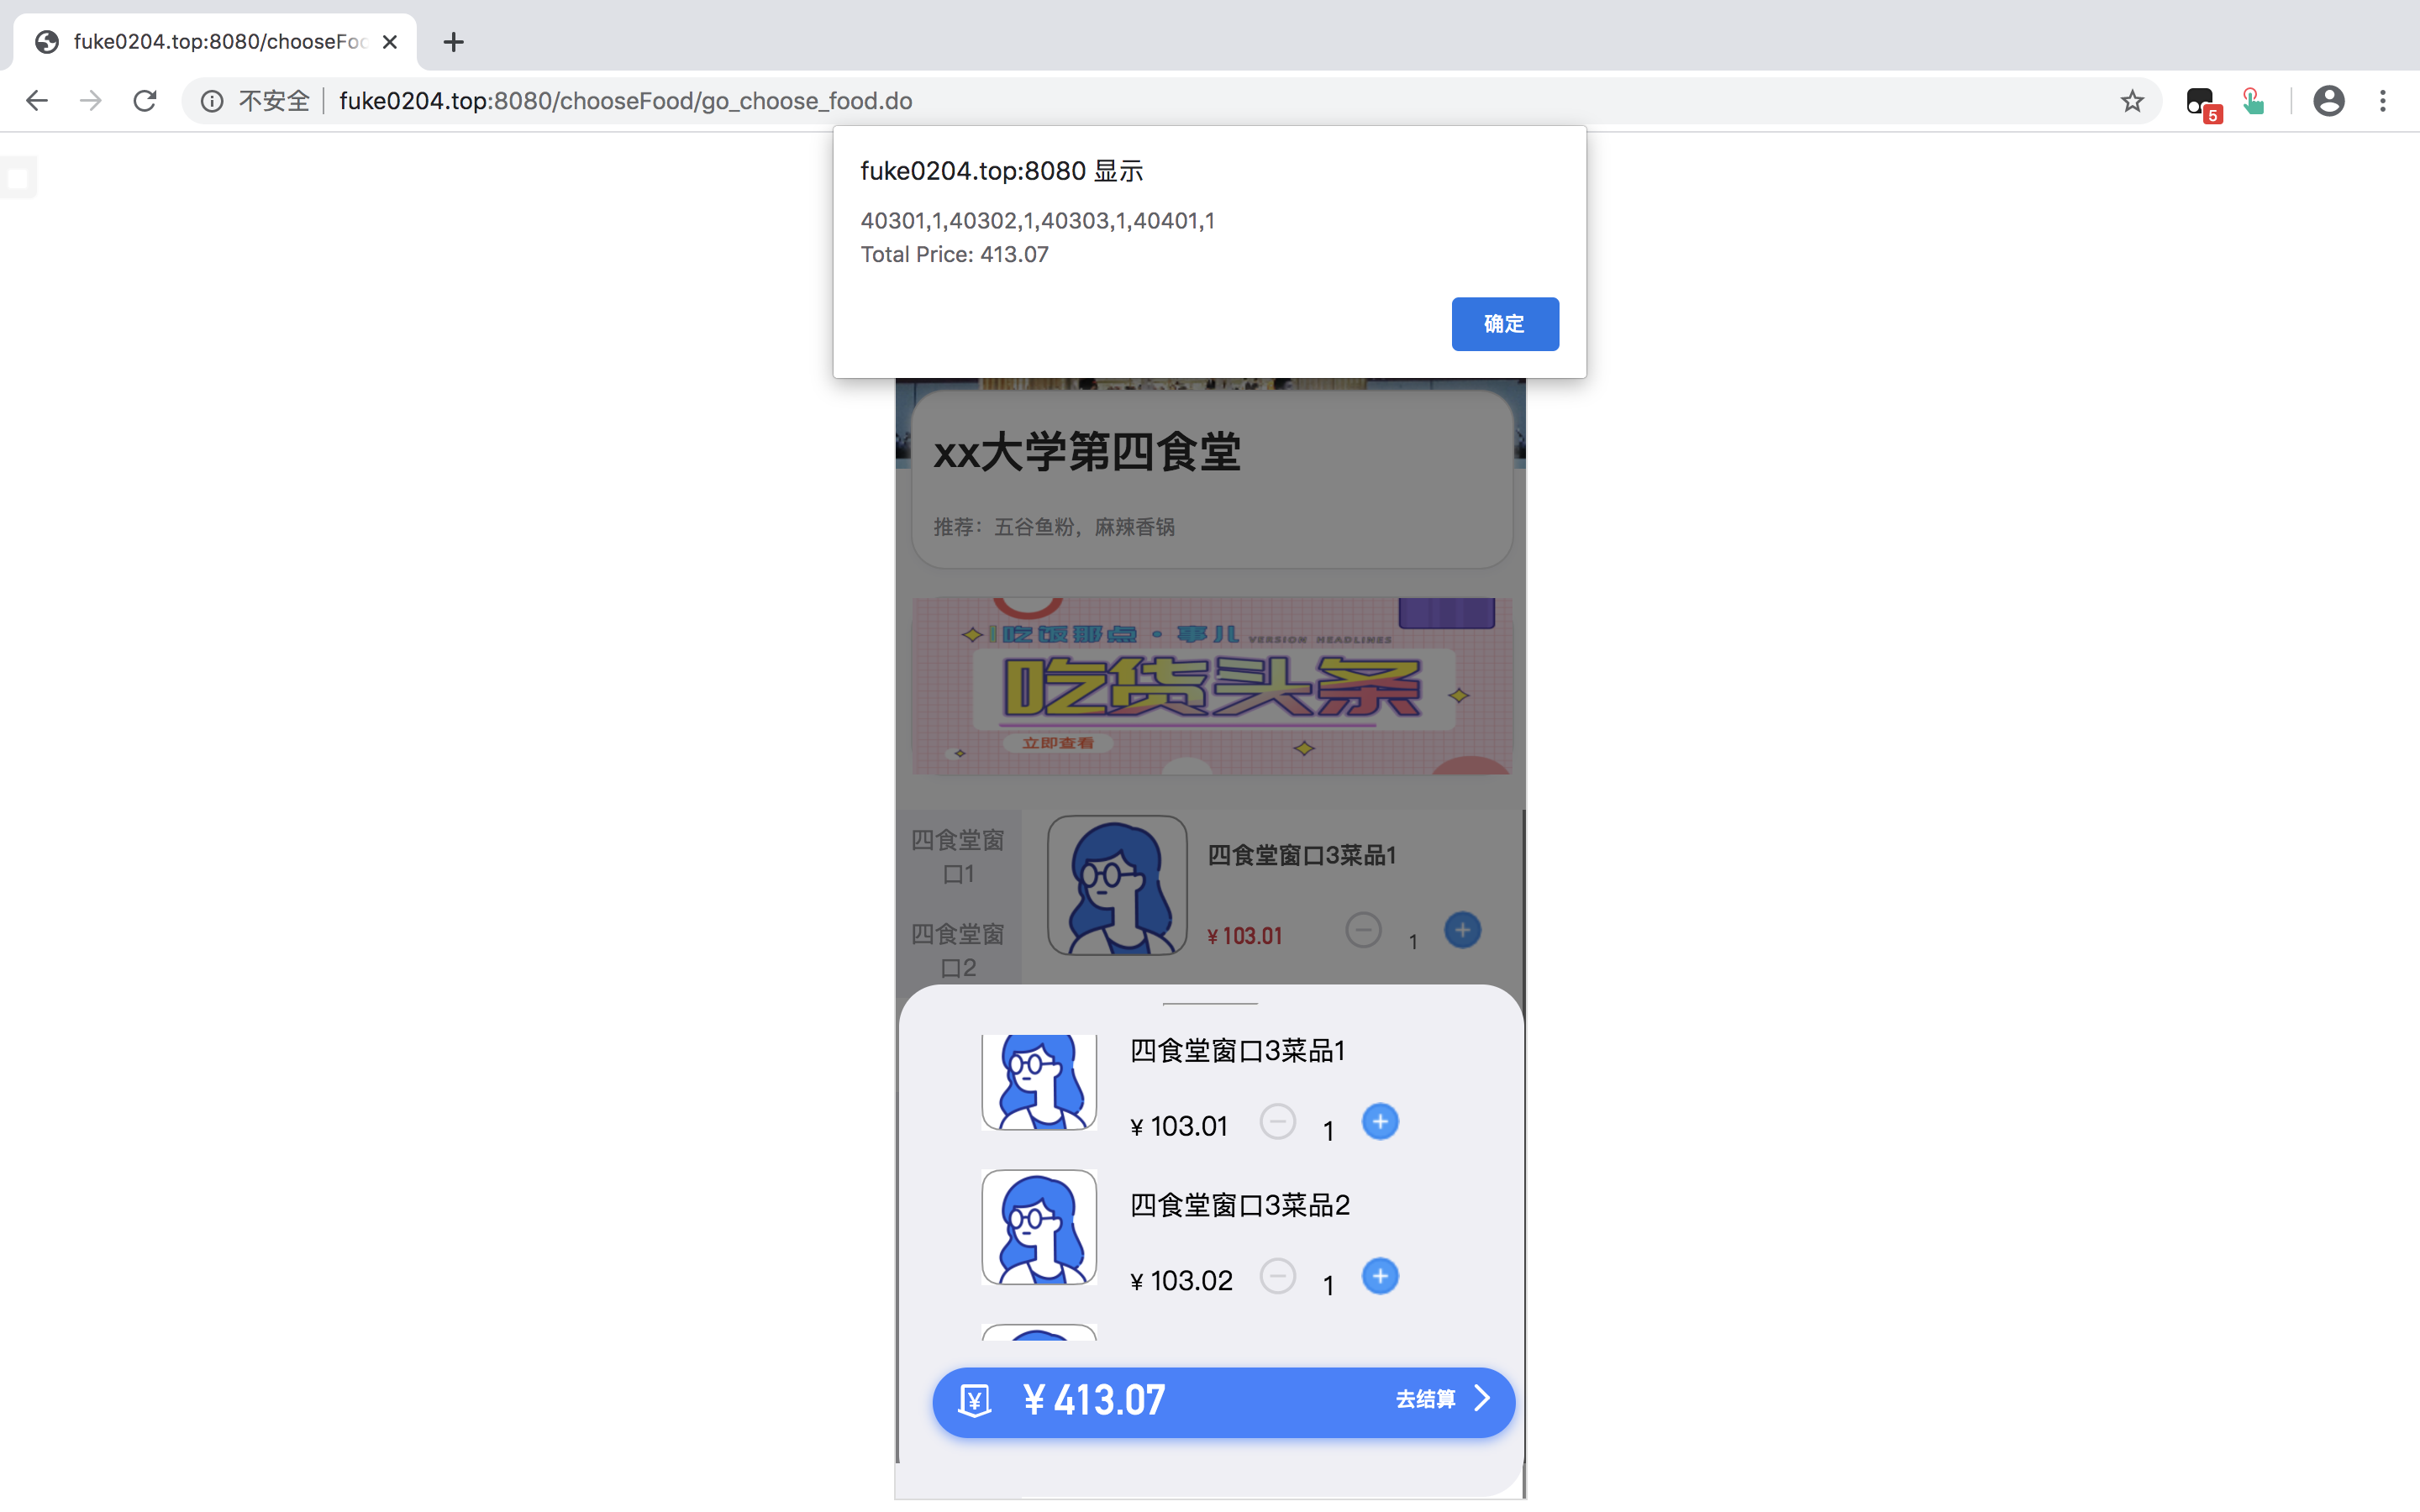 fuke0204.top:8080/chooseFoo
5
不安全 fuke0204.top:8080/chooseFood/go_choose_food.do
fuke0204.top:8080 显示
40301,1,40302,1,40303,1,40401,1
Total Price: 413.07
确定
xx大学第四食堂
推荐：五谷鱼粉，麻辣香锅
吃饭那点·事儿 VERSION HEADLINES
吃货头条
立即查看
四食堂窗
口1
四食堂窗
口2
四食堂窗口3菜品1
¥ 103.01 1
四食堂窗口3菜品1
¥ 103.01 1
四食堂窗口3菜品2
¥ 103.02 1
¥ 413.07 去结算